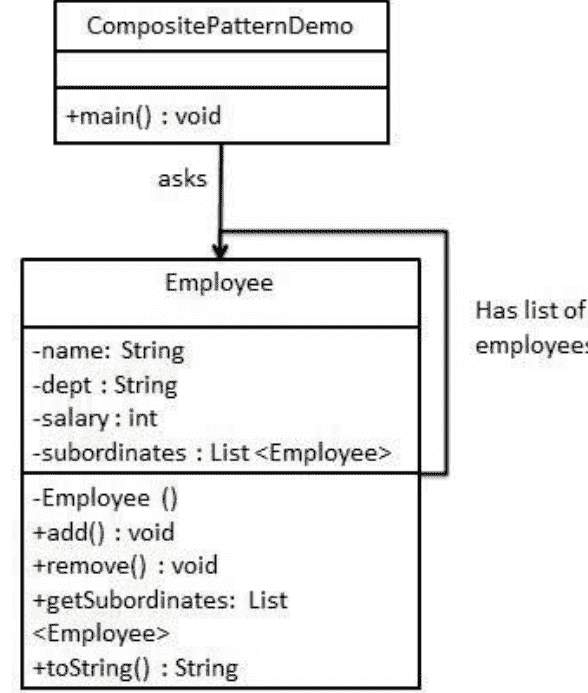 CompositePatternDemo
+main() : void
asks
Employee
-name: String
-dept : String
-salary : int
-subordinates : List <Employee>
Has list of
employees
-Employee ()
+add() : void
+remove() : void
+getSubordinates: List
<Employee>
+toString() : String